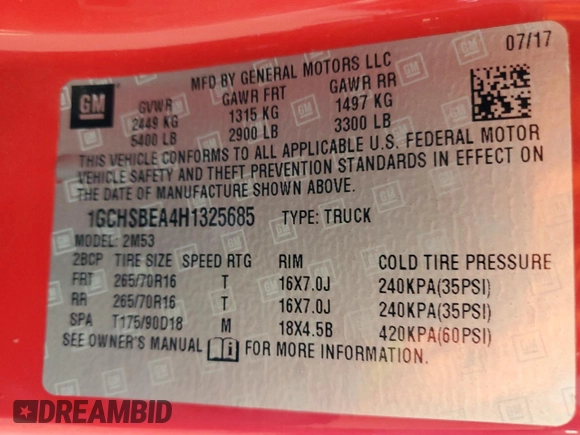 07/17
MFD BY GENERAL MOTORS LLC
GM
GVWR GAWR FRT GAWR RR
2449 KG 1315 KG 1497 KG
5400 LB 2900 LB 3300 LB
THIS VEHICLE CONFORMS TO ALL APPLICABLE U.S. FEDERAL MOTOR
VEHICLE SAFETY AND THEFT PREVENTION STANDARDS IN EFFECT ON
THE DATE OF MANUFACTURE SHOWN ABOVE.
1GCHSBEA4H1325685 TYPE: TRUCK
MODEL: 2M53
2BCP TIRE SIZE SPEED RTG RIM COLD TIRE PRESSURE
FRT 265/70R16 T 16X7.0J 240KPA(35PSI)
RR 265/70R16 T 16X7.0J 240KPA(35PSI)
SPA T175/90D18 M 18X4.5B 420KPA(60PSI)
SEE OWNER'S MANUAL FOR MORE INFORMATION.
DREAMBID